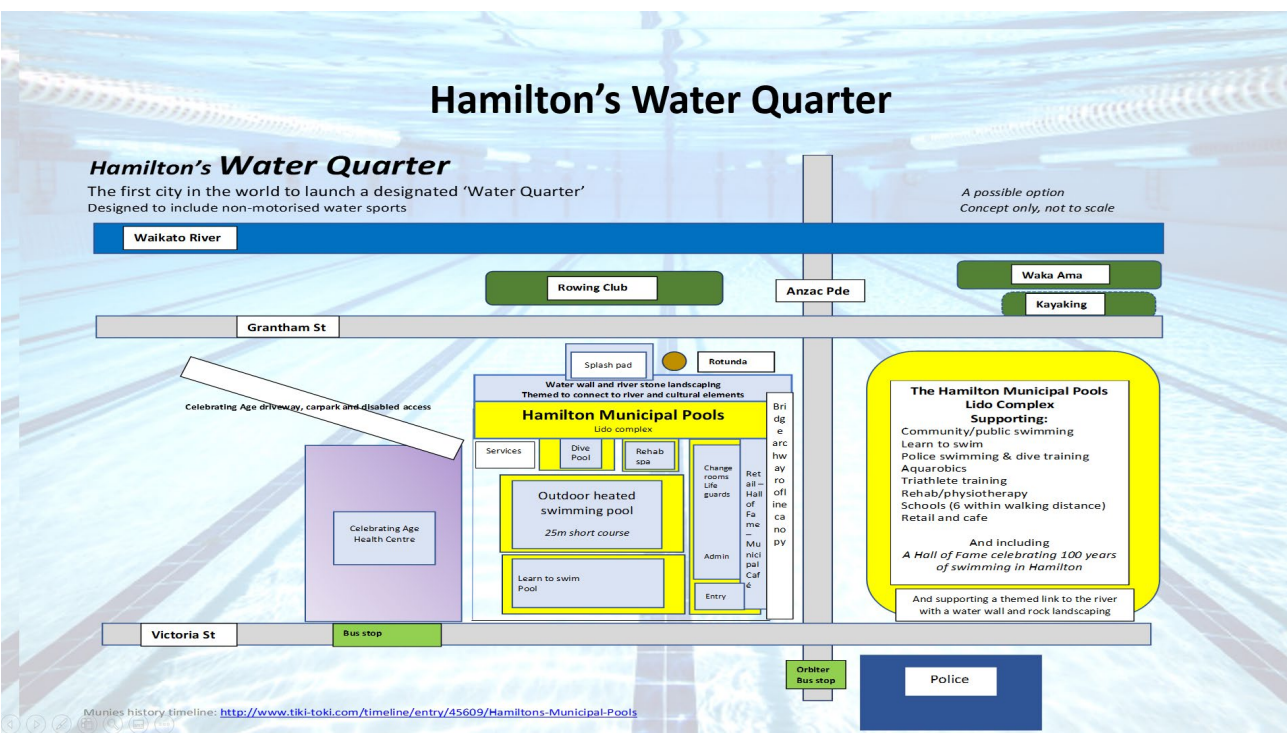 Hamilton's Water Quarter
Hamilton's Water Quarter
The first city in the world to launch a designated 'Water Quarter'
Designed to include non-motorised water sports
A possible option
Concept only, not to scale
Waikato River
Rowing Club
Anzac Pde
Waka Ama
Kayaking
Grantham St
Splash pad
Rotunda
Water wall and river stone landscaping
Themed to connect to river and cultural elements
Celebrating Age driveway, carpark and disabled access
Hamilton Municipal Pools
Lido complex
Services
Dive
Pool
Rehab
spa
Change
rooms
Life
guards
Admin
Entry
Ret
ail –
Hall
of
Fa
me
–
Mu
nici
pal
Caf
é
Bri
dg
e
arc
hw
ay
ro
ofl
ine
ca
no
py
Outdoor heated
swimming pool
25m short course
Learn to swim
Pool
Celebrating Age
Health Centre
The Hamilton Municipal Pools
Lido Complex
Supporting:
Community/public swimming
Learn to swim
Police swimming & dive training
Aquarobics
Triathlete training
Rehab/physiotherapy
Schools (6 within walking distance)
Retail and cafe
And including
A Hall of Fame celebrating 100 years
of swimming in Hamilton
And supporting a themed link to the river
with a water wall and rock landscaping
Victoria St
Bus stop
Orbiter
Bus stop
Police
Munies history timeline: http://www.tiki-toki.com/timeline/entry/45609/Hamiltons-Municipal-Pools